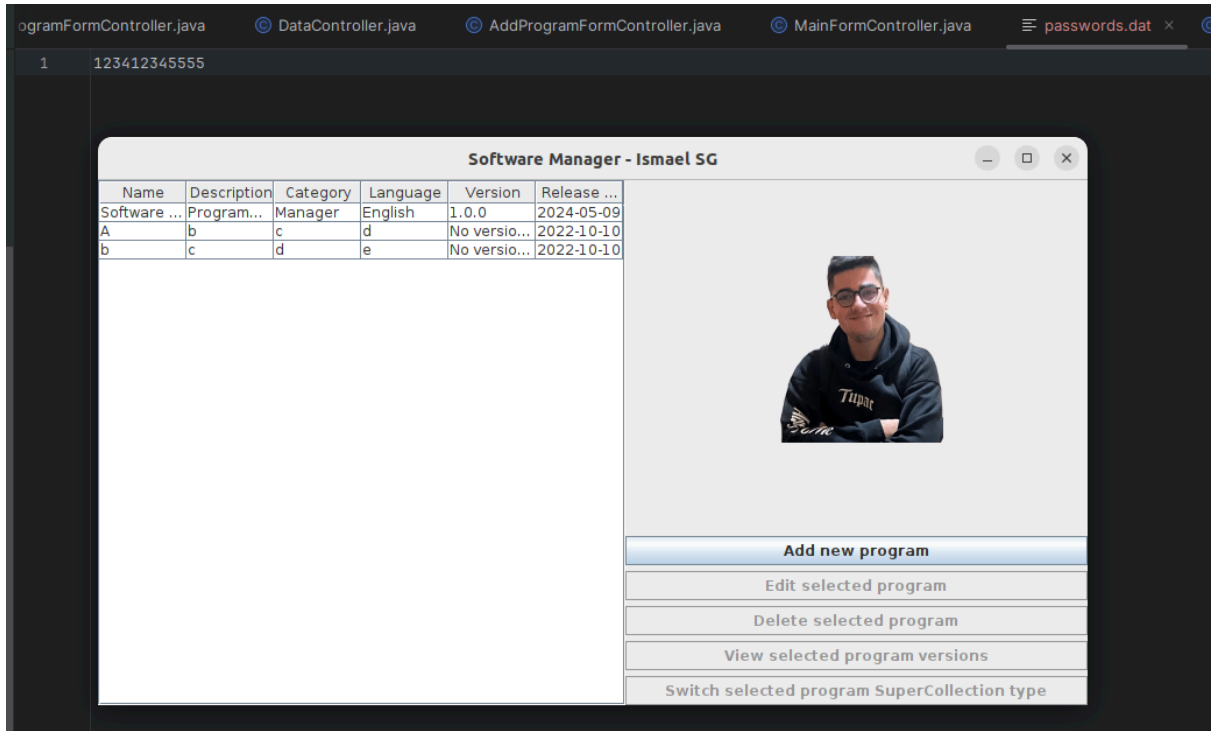 ogramFormController.java DataController.java AddProgramFormController.java MainFormController.java passwords.dat
1 123412345555
Software Manager - Ismael SG
Name Description Category Language Version Release ...
Software ... Program... Manager English 1.0.0 2024-05-09
A b c d No versio... 2022-10-10
b c d e No versio... 2022-10-10
Tupac
Add new program
Edit selected program
Delete selected program
View selected program versions
Switch selected program SuperCollection type